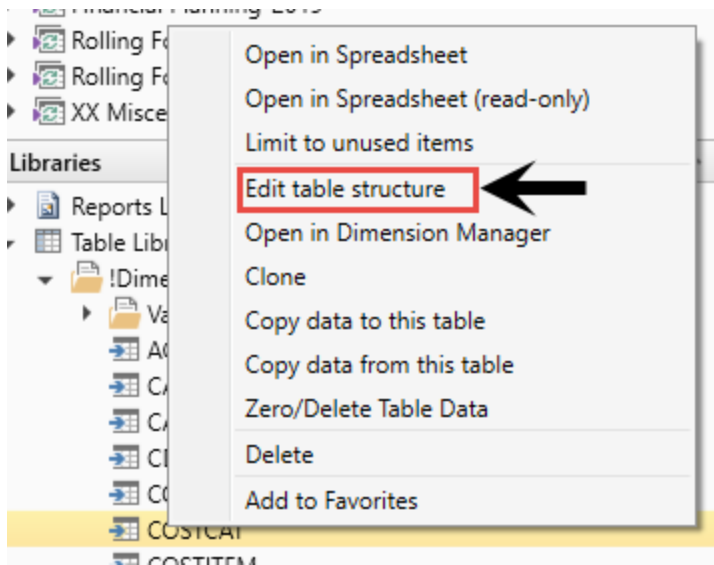 Financial Planning 2019
Rolling Fo
Rolling Fo
XX Misce
Open in Spreadsheet
Open in Spreadsheet (read-only)
Limit to unused items
Edit table structure
Open in Dimension Manager
Clone
Copy data to this table
Copy data from this table
Zero/Delete Table Data
Delete
Add to Favorites
Libraries
Reports L
Table Libr
!Dime
Va
AC
CA
CA
CO
COSTCAT
COSTITEM